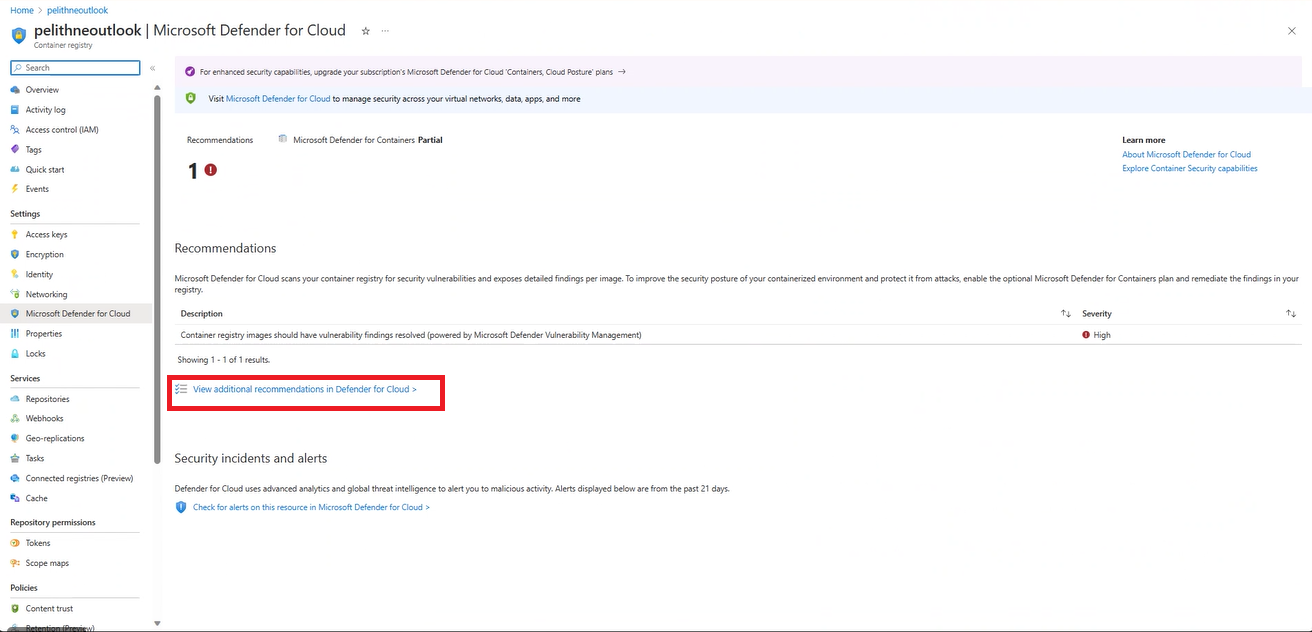 Home > pelithneoutlook
pelithneoutlook | Microsoft Defender for Cloud ☆ ···
Container registry
Search
Overview
Activity log
Access control (IAM)
Tags
Quick start
Events
Settings
Access keys
Encryption
Identity
Networking
Microsoft Defender for Cloud
Properties
Locks
Services
Repositories
Webhooks
Geo-replications
Tasks
Connected registries (Preview)
Cache
Repository permissions
Tokens
Scope maps
Policies
Content trust
Retention (Preview)
For enhanced security capabilities, upgrade your subscription's Microsoft Defender for Cloud 'Containers, Cloud Posture' plans →
Visit Microsoft Defender for Cloud to manage security across your virtual networks, data, apps, and more
Recommendations
1
Microsoft Defender for Containers Partial
Learn more
About Microsoft Defender for Cloud
Explore Container Security capabilities
Recommendations
Microsoft Defender for Cloud scans your container registry for security vulnerabilities and exposes detailed findings per image. To improve the security posture of your containerized environment and protect it from attacks, enable the optional Microsoft Defender for Containers plan and remediate the findings in your
registry.
Description ↑↓ Severity ↑↓
Container registry images should have vulnerability findings resolved (powered by Microsoft Defender Vulnerability Management) High
Showing 1 - 1 of 1 results.
View additional recommendations in Defender for Cloud >
Security incidents and alerts
Defender for Cloud uses advanced analytics and global threat intelligence to alert you to malicious activity. Alerts displayed below are from the past 21 days.
Check for alerts on this resource in Microsoft Defender for Cloud >